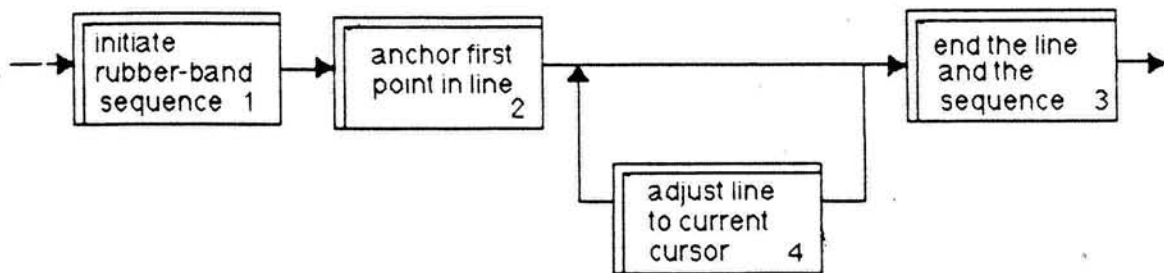 initiate
rubber-band
sequence 1
anchor first
point in line
2
end the line
and the
sequence 3
adjust line
to current
cursor 4